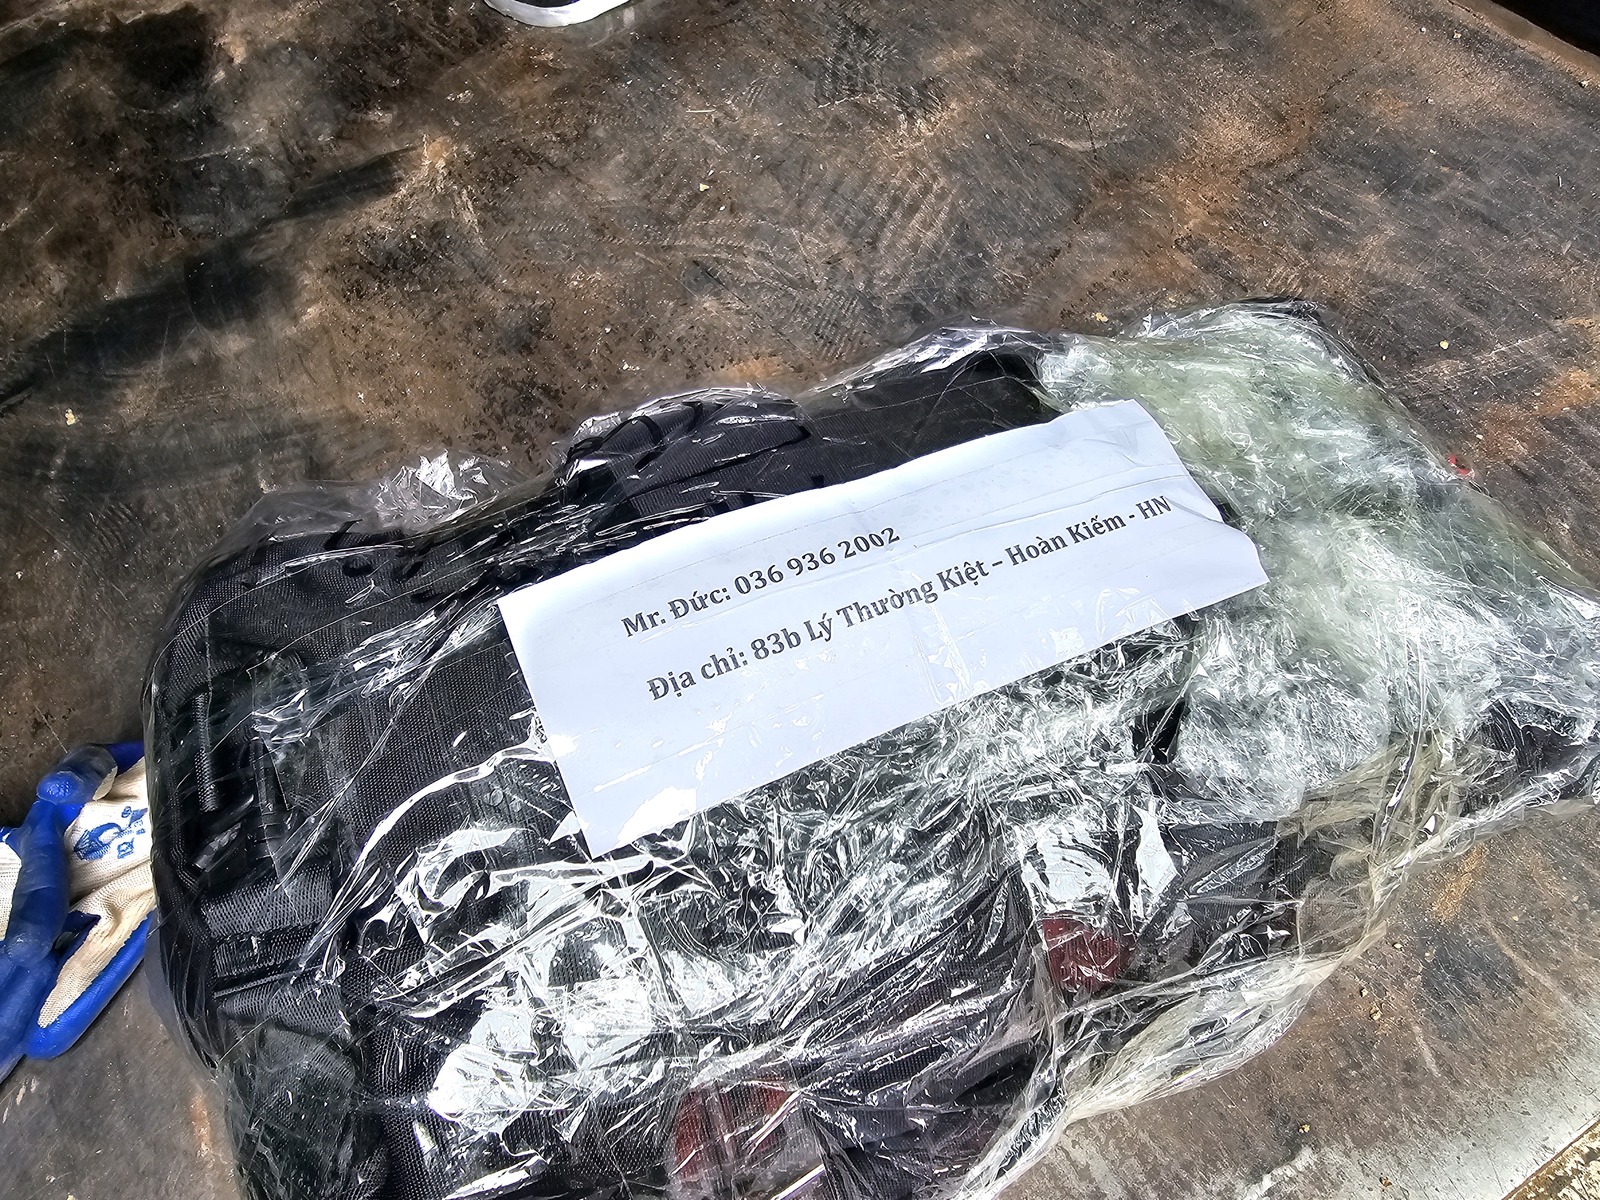 Mr. Đức: 036 936 2002
Địa chỉ: 83b Lý Thường Kiệt – Hoàn Kiếm - HN